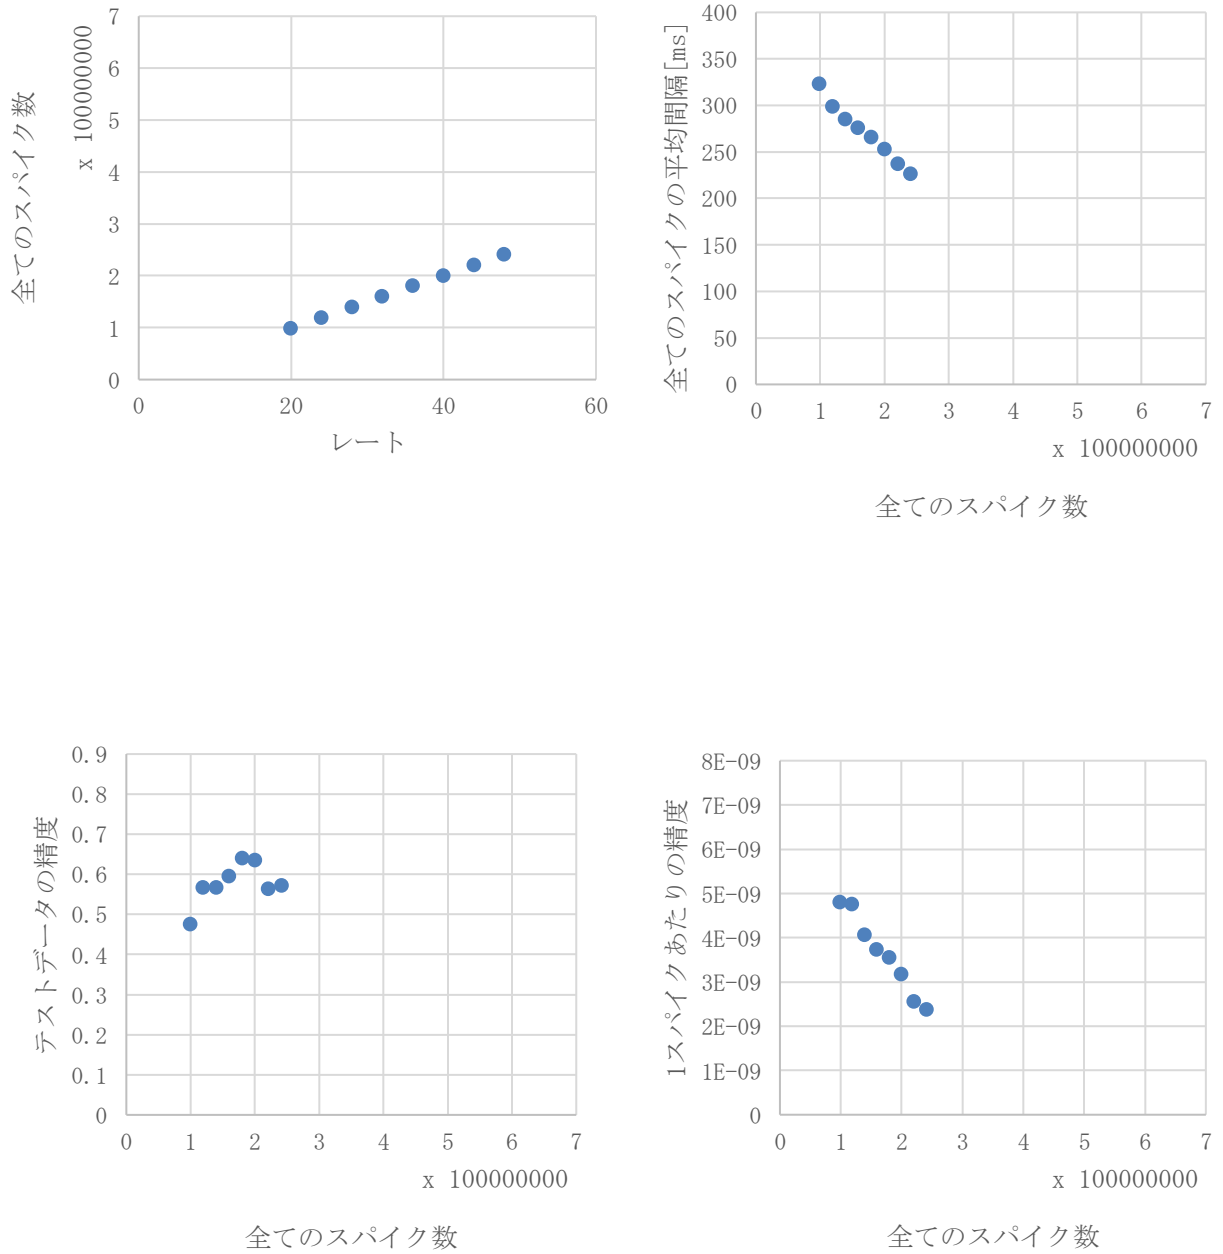 全てのスパイク数
x 100000000
7
6
5
4
3
2
1
0
0 20 40 60
レート
全てのスパイクの平均間隔[ms]
400
350
300
250
200
150
100
50
0
0 1 2 3 4 5 6 7
x 100000000
全てのスパイク数
テストデータの精度
0.9
0.8
0.7
0.6
0.5
0.4
0.3
0.2
0.1
0
0 1 2 3 4 5 6 7
x 100000000
全てのスパイク数
1スパイクあたりの精度
8E-09
7E-09
6E-09
5E-09
4E-09
3E-09
2E-09
1E-09
0
0 1 2 3 4 5 6 7
x 100000000
全てのスパイク数